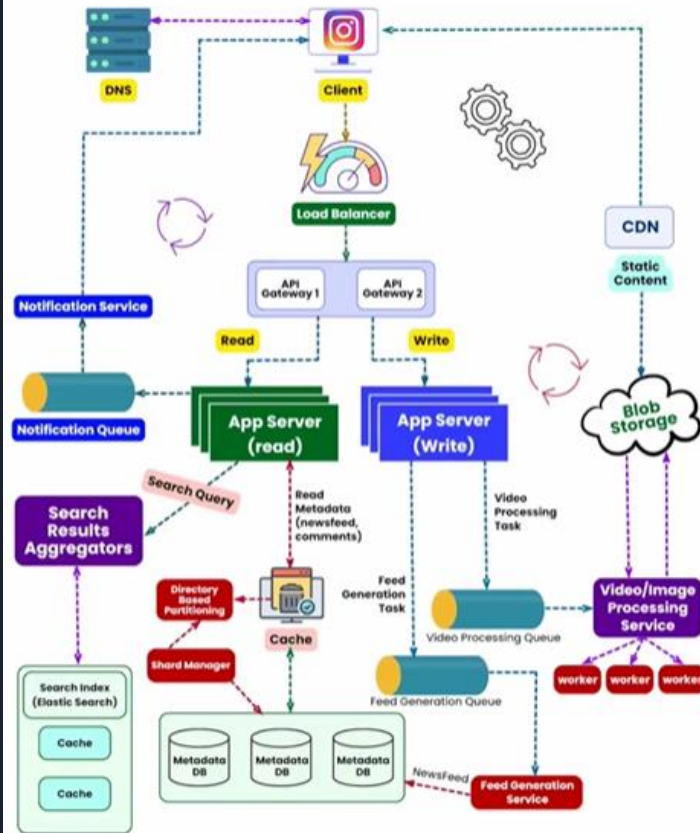 DNS
Client
Load Balancer
CDN
Static
Content
API
Gateway 1
API
Gateway 2
Notification Service
Read
Write
Notification Queue
App Server
(read)
App Server
(Write)
Blob
Storage
Search Query
Search
Results
Aggregators
Read
Metadata
(newsfeed,
comments)
Video
Processing
Task
Directory
Based
Partitioning
Feed
Generation
Task
Cache
Video Processing Queue
Video/Image
Processing
Service
Shard Manager
worker
worker
worker
Search Index
(Elastic Search)
Cache
Cache
Feed Generation Queue
Metadata
DB
Metadata
DB
Metadata
DB
NewsFeed
Feed Generation
Service